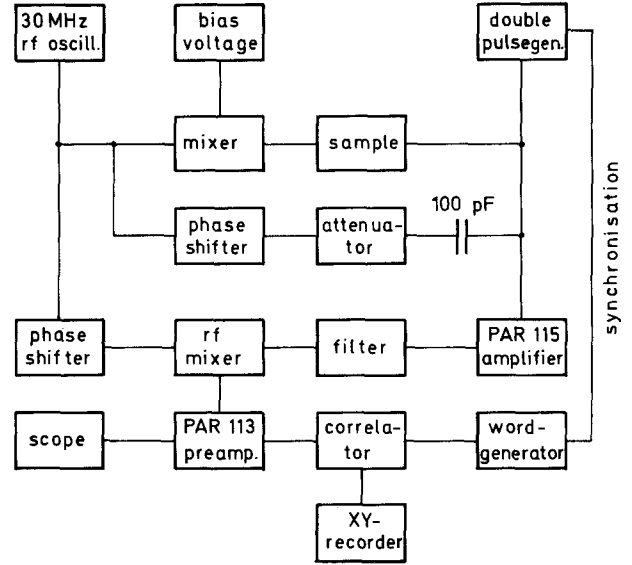 30 MHz
rf oscill.
bias
voltage
double
pulsegen.
mixer
sample
synchronisation
100 pF
phase
shifter
attenua-
tor
phase
shifter
rf
mixer
filter
PAR 115
amplifier
scope
PAR 113
preamp.
correla-
tor
word-
generator
XY-
recorder